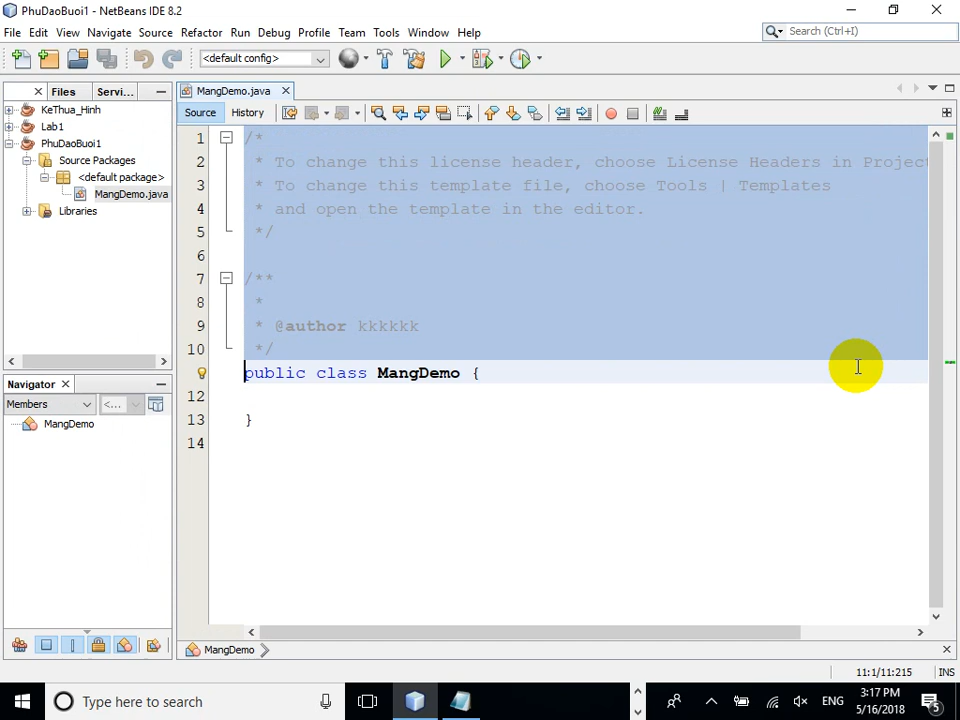 PhuDaoBuoi1 - NetBeans IDE 8.2
File Edit View Navigate Source Refactor Run Debug Profile Team Tools Window Help
<default config>
Search (Ctrl+I)
Files Servi...
MangDemo.java
KeThua_Hinh
Lab1
PhuDaoBuoi1
Source Packages
<default package>
MangDemo.java
Libraries
Source History
1 /*
2 * To change this license header, choose License Headers in Project
3 * To change this template file, choose Tools | Templates
4 * and open the template in the editor.
5 */
6
7 /**
8 *
9 * @author kkkkkk
10 */
public class MangDemo {
12
13 }
14
Navigator
Members <...
MangDemo
MangDemo
11:1/11:215 INS
Type here to search
ENG
3:17 PM
5/16/2018
5